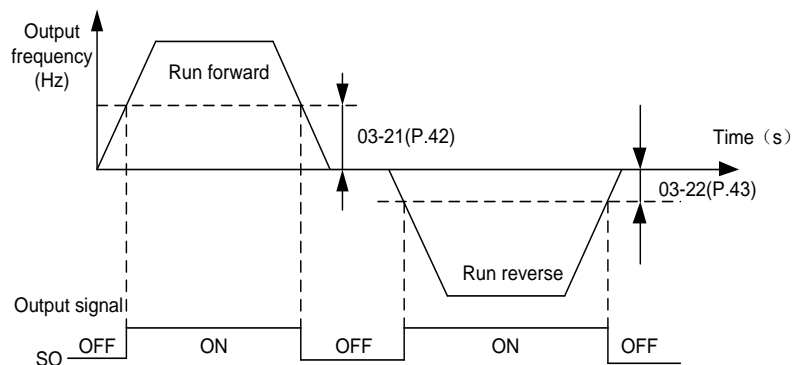 Output
frequency
(Hz)
Run forward
03-21(P.42)
Time（s）
03-22(P.43)
Run reverse
Output signal
SO OFF ON OFF ON OFF